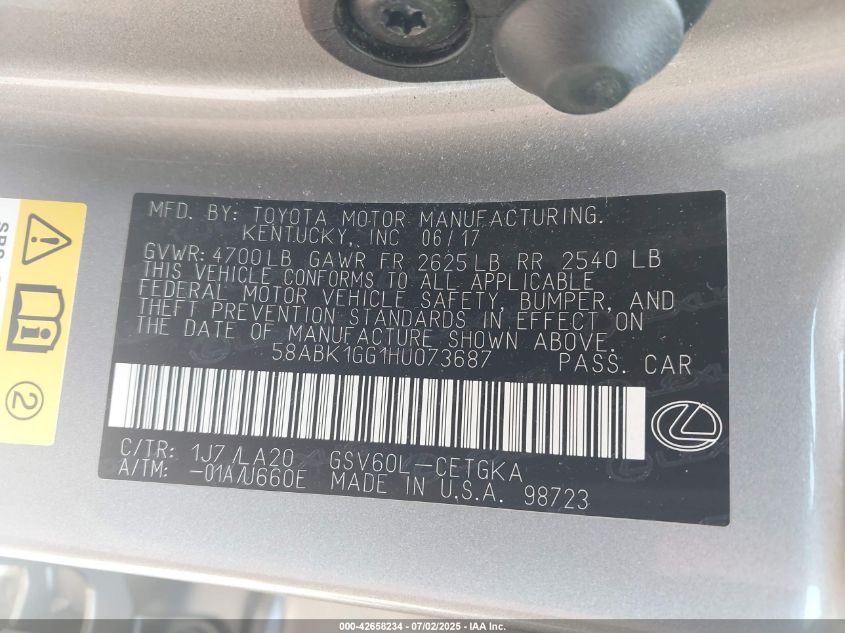 MFD. BY: TOYOTA MOTOR MANUFACTURING.
KENTUCKY, INC 06/17
GVWR: 4700LB GAWR FR 2625LB RR 2540 LB
THIS VEHICLE CONFORMS TO ALL APPLICABLE
FEDERAL MOTOR VEHICLE SAFETY, BUMPER, AND
THEFT PREVENTION STANDARDS IN EFFECT ON
THE DATE OF MANUFACTURE SHOWN ABOVE.
58ABK1GG1HU073687 PASS. CAR
C/TR: 1J7/LA20 GSV60L-CETGKA
A/TM: -01A/U660E MADE IN U.S.A. 98723
2
000-42658234 - 07/02/2025 - IAA Inc.